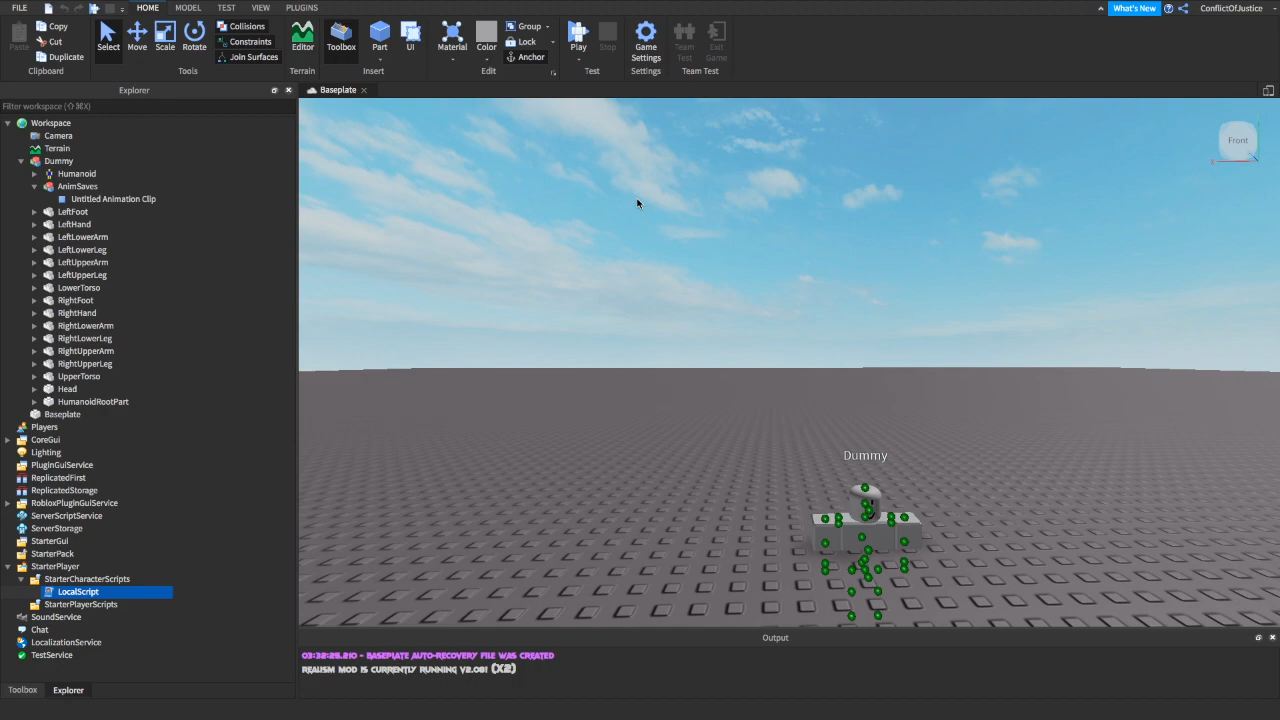 FILE HOME MODEL TEST VIEW PLUGINS What's New ConflictOfJustice
Paste Copy Cut Duplicate Clipboard
Select Move Scale Rotate Collisions Constraints Join Surfaces Tools
Editor Terrain
Toolbox Part UI Insert
Material Color Group Lock Anchor Edit
Play Stop Test
Game Settings Settings
Team Test Exit Game Team Test
Explorer
Filter workspace (⇧⌘X)
Workspace
Camera
Terrain
Dummy
Humanoid
AnimSaves
Untitled Animation Clip
LeftFoot
LeftHand
LeftLowerArm
LeftLowerLeg
LeftUpperArm
LeftUpperLeg
LowerTorso
RightFoot
RightHand
RightLowerArm
RightLowerLeg
RightUpperArm
RightUpperLeg
UpperTorso
Head
HumanoidRootPart
Baseplate
Players
CoreGui
Lighting
PluginGuiService
ReplicatedFirst
ReplicatedStorage
RobloxPluginGuiService
ServerScriptService
ServerStorage
StarterGui
StarterPack
StarterPlayer
StarterCharacterScripts
LocalScript
StarterPlayerScripts
SoundService
Chat
LocalizationService
TestService
Toolbox Explorer
Baseplate
Front
Dummy
Output
03:32:25.210 - BASEPLATE AUTO-RECOVERY FILE WAS CREATED
REALISM MOD IS CURRENTLY RUNNING V2.08! (X2)